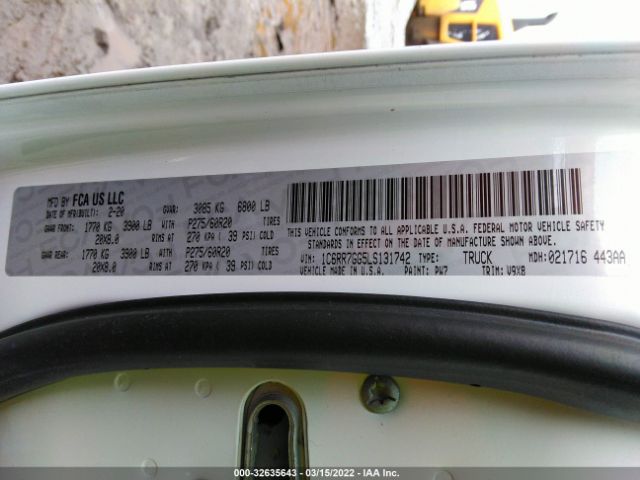 MFD BY FCA US LLC
DATE OF MFR(BUILT): 2-20 GVWR: 3085 KG 6800 LB
GAWR FRONT: 1770 KG 3900 LB WITH P275/60R20 TIRES
20X8.0 RIMS AT 270 KPA ( 39 PSI) COLD
GAWR REAR: 1770 KG 3900 LB WITH P275/60R20 TIRES
20X8.0 RIMS AT 270 KPA ( 39 PSI) COLD
THIS VEHICLE CONFORMS TO ALL APPLICABLE U.S.A. FEDERAL MOTOR VEHICLE SAFETY
STANDARDS IN EFFECT ON THE DATE OF MANUFACTURE SHOWN ABOVE.
VIN: 1C6RR7GG5LS131742 TYPE: TRUCK MDH: 021716 443AA
VEHICLE MADE IN U.S.A. PAINT: PW7 TRIM: V9X8
000-32635643 - 03/15/2022 - IAA Inc.